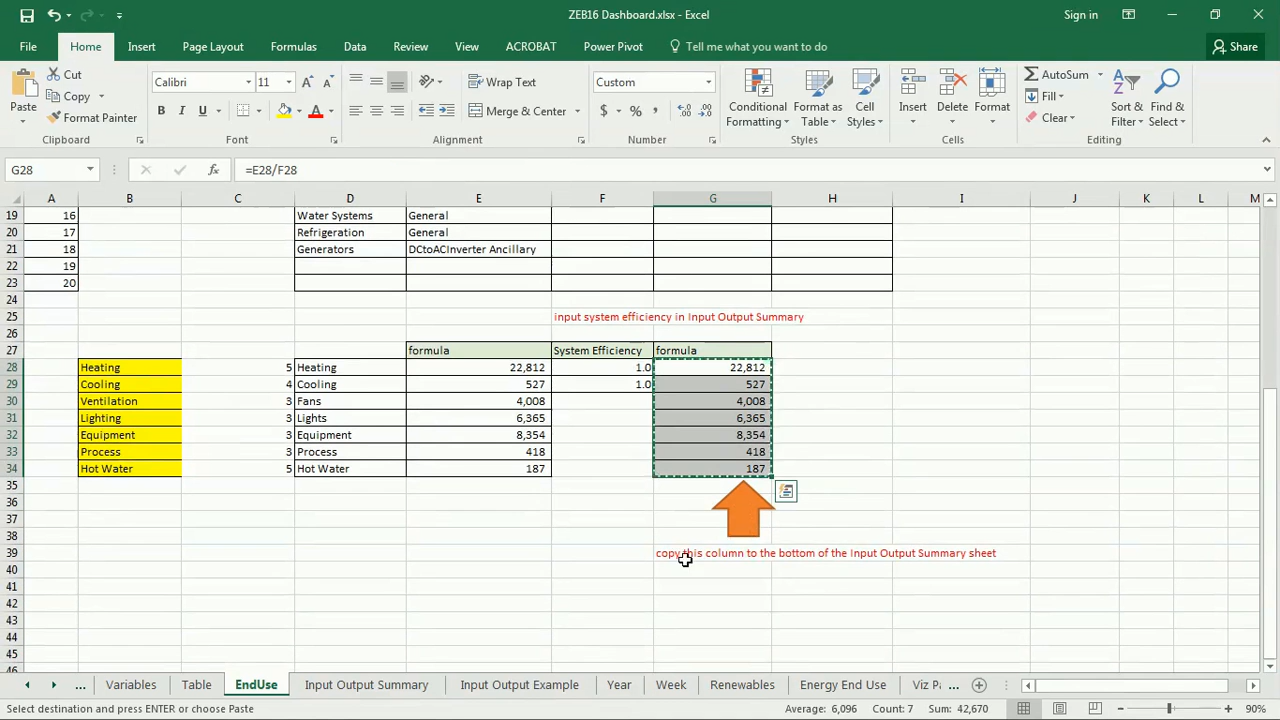 ZEB16 Dashboard.xlsx - Excel
Sign in
File Home Insert Page Layout Formulas Data Review View ACROBAT Power Pivot Tell me what you want to do Share
Paste
Cut
Copy
Format Painter
Clipboard
Calibri 11
B I U
Font
Wrap Text
Merge & Center
Alignment
Custom
$ % ,
Number
Conditional Formatting
Format as Table
Cell Styles
Styles
Insert Delete Format
Cells
AutoSum
Fill
Clear
Sort & Filter
Find & Select
Editing
G28 fx =E28/F28
A B C D E F G H I J K L M
19 16 Water Systems General
20 17 Refrigeration General
21 18 Generators DCtoACInverter Ancillary
22 19
23 20
24
25 input system efficiency in Input Output Summary
26
27 formula System Efficiency formula
28 Heating 5 Heating 22,812 1.0 22,812
29 Cooling 4 Cooling 527 1.0 527
30 Ventilation 3 Fans 4,008 4,008
31 Lighting 3 Lights 6,365 6,365
32 Equipment 3 Equipment 8,354 8,354
33 Process 3 Process 418 418
34 Hot Water 5 Hot Water 187 187
35
36
37
38
39 copy this column to the bottom of the Input Output Summary sheet
40
41
42
43
44
45
46
... Variables Table EndUse Input Output Summary Input Output Example Year Week Renewables Energy End Use Viz P ...
Select destination and press ENTER or choose Paste Average: 6,096 Count: 7 Sum: 42,670 90%